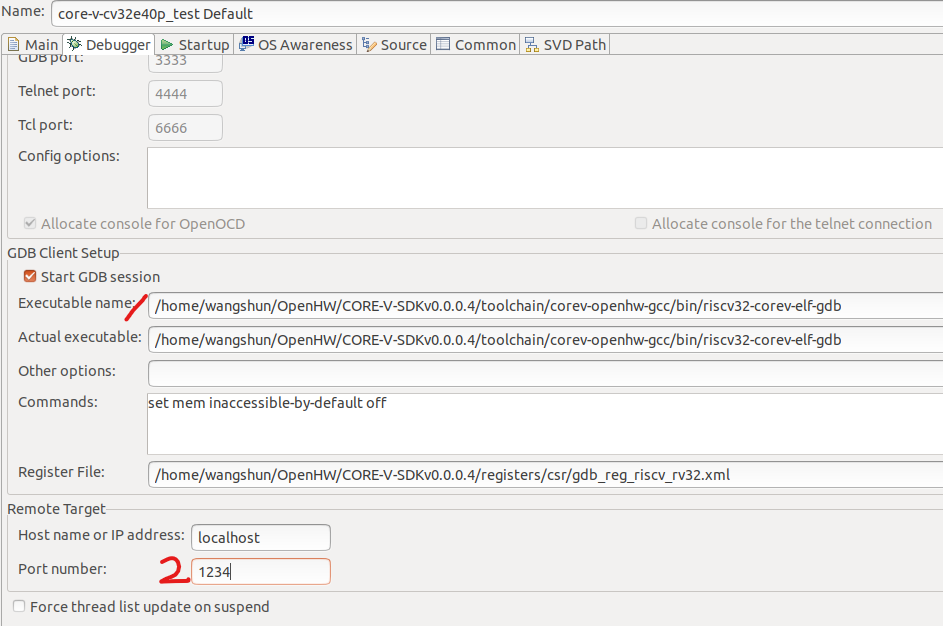 Name: core-v-cv32e40p_test Default
Main Debugger Startup OS Awareness Source Common SVD Path
GDB port: 3333
Telnet port: 4444
Tcl port: 6666
Config options:
Allocate console for OpenOCD Allocate console for the telnet connection
GDB Client Setup
Start GDB session
Executable name: /home/wangshun/OpenHW/CORE-V-SDKv0.0.0.4/toolchain/corev-openhw-gcc/bin/riscv32-corev-elf-gdb
Actual executable: /home/wangshun/OpenHW/CORE-V-SDKv0.0.0.4/toolchain/corev-openhw-gcc/bin/riscv32-corev-elf-gdb
Other options:
Commands: set mem inaccessible-by-default off
Register File: /home/wangshun/OpenHW/CORE-V-SDKv0.0.0.4/registers/csr/gdb_reg_riscv_rv32.xml
Remote Target
Host name or IP address: localhost
Port number: 2. 1234
Force thread list update on suspend